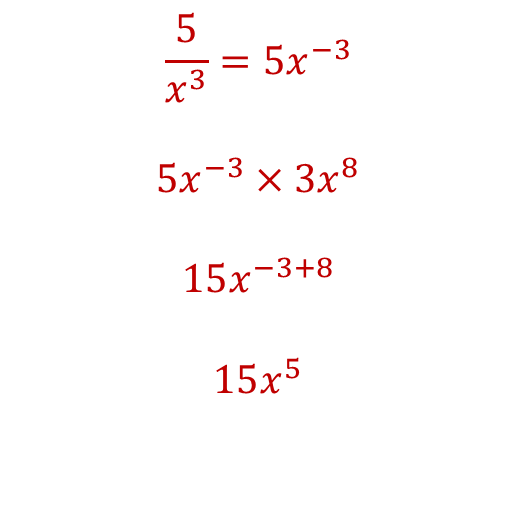 5/x³ = 5x⁻³
5x⁻³ × 3x⁸
15x⁻³⁺⁸
15x⁵